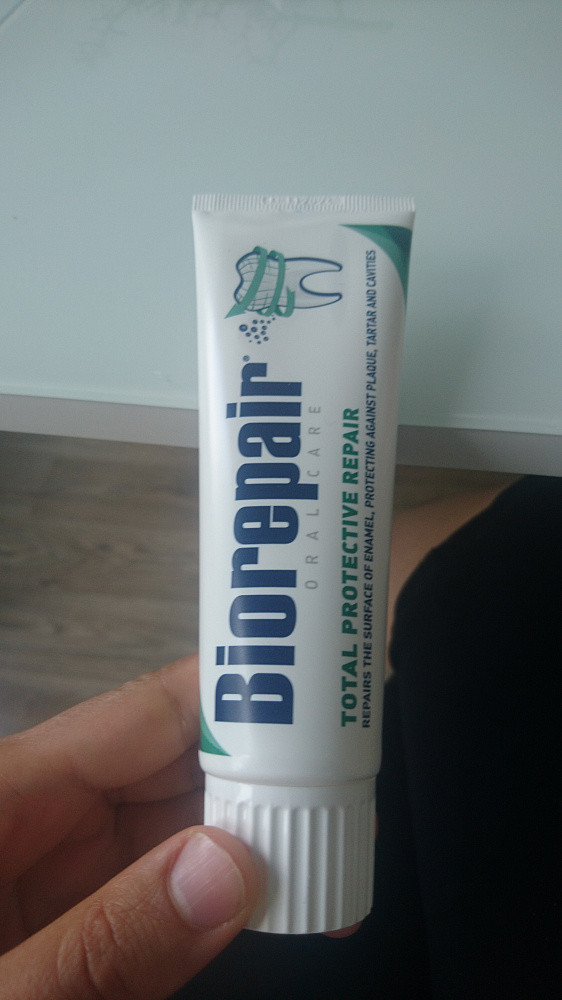 Biorepair®
ORAL CARE
TOTAL PROTECTIVE REPAIR
REPAIRS THE SURFACE OF ENAMEL, PROTECTING AGAINST PLAQUE, TARTAR AND CAVITIES